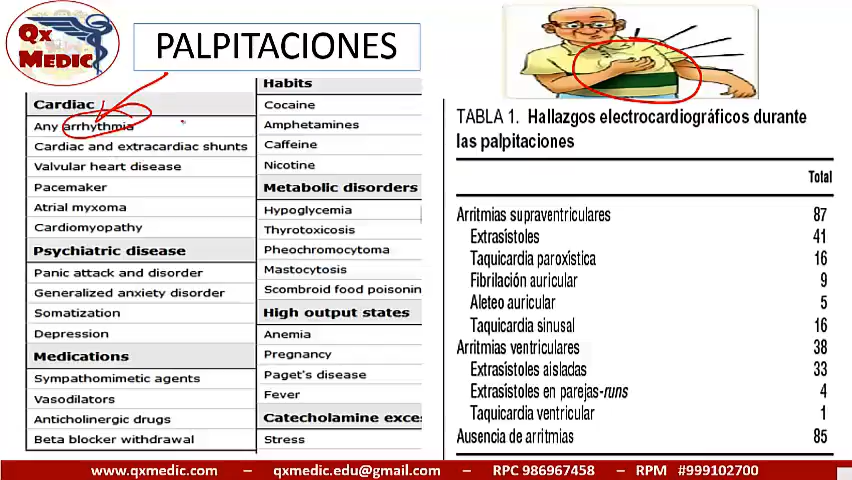 Qx
MEDIC
PALPITACIONES
Cardiac
Any arrhythmia
Cardiac and extracardiac shunts
Valvular heart disease
Pacemaker
Atrial myxoma
Cardiomyopathy
Psychiatric disease
Panic attack and disorder
Generalized anxiety disorder
Somatization
Depression
Medications
Sympathomimetic agents
Vasodilators
Anticholinergic drugs
Beta blocker withdrawal
Habits
Cocaine
Amphetamines
Caffeine
Nicotine
Metabolic disorders
Hypoglycemia
Thyrotoxicosis
Pheochromocytoma
Mastocytosis
Scombroid food poisonin
High output states
Anemia
Pregnancy
Paget's disease
Fever
Catecholamine exce
Stress
TABLA 1. Hallazgos electrocardiográficos durante
las palpitaciones
Total
Arritmias supraventriculares 87
Extrasístoles 41
Taquicardia paroxística 16
Fibrilación auricular 9
Aleteo auricular 5
Taquicardia sinusal 16
Arritmias ventriculares 38
Extrasístoles aisladas 33
Extrasístoles en parejas-runs 4
Taquicardia ventricular 1
Ausencia de arritmias 85
www.qxmedic.com – qxmedic.edu@gmail.com – RPC 986967458 – RPM #999102700